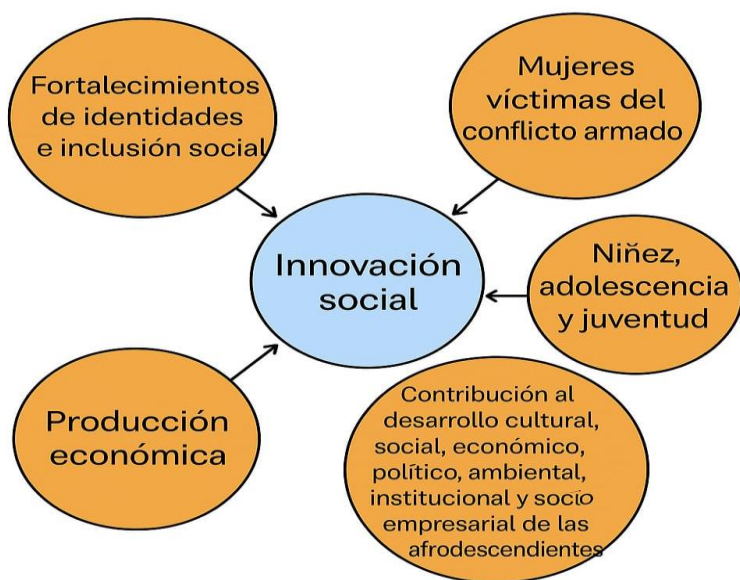 Fortalecimientos
de identidades
e inclusión social
Mujeres
víctimas del
conflicto armado
Innovación
social
Niñez,
adolescencia
y juventud
Producción
económica
Contribución al
desarrollo cultural,
social, económico,
político, ambiental,
institucional y socio
empresarial de las
afrodescendientes